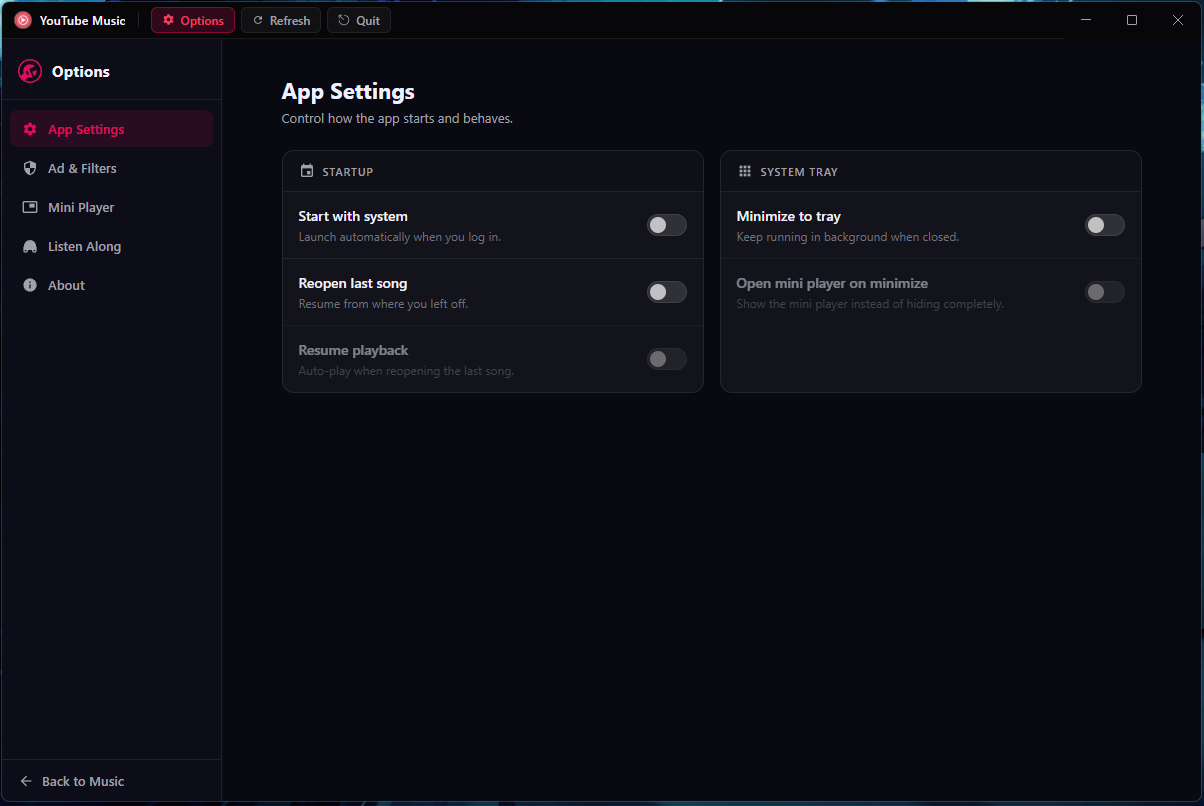 YouTube Music
Options
Refresh
Quit
Options
App Settings
Ad & Filters
Mini Player
Listen Along
About
Back to Music
App Settings
Control how the app starts and behaves.
STARTUP
Start with system
Launch automatically when you log in.
Reopen last song
Resume from where you left off.
Resume playback
Auto-play when reopening the last song.
SYSTEM TRAY
Minimize to tray
Keep running in background when closed.
Open mini player on minimize
Show the mini player instead of hiding completely.